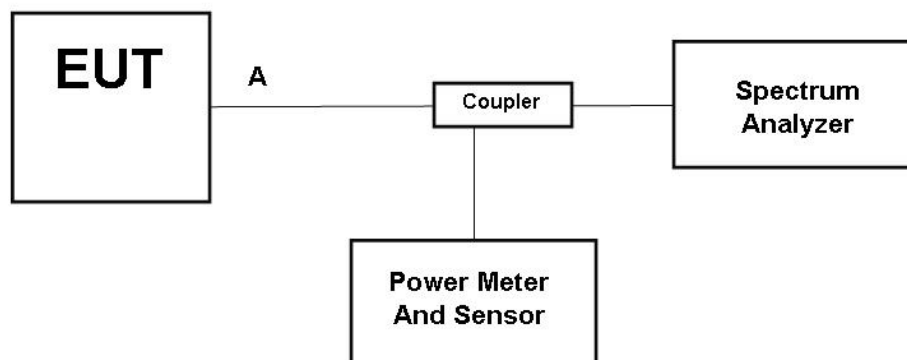 EUT
A
Coupler
Spectrum
Analyzer
Power Meter
And Sensor